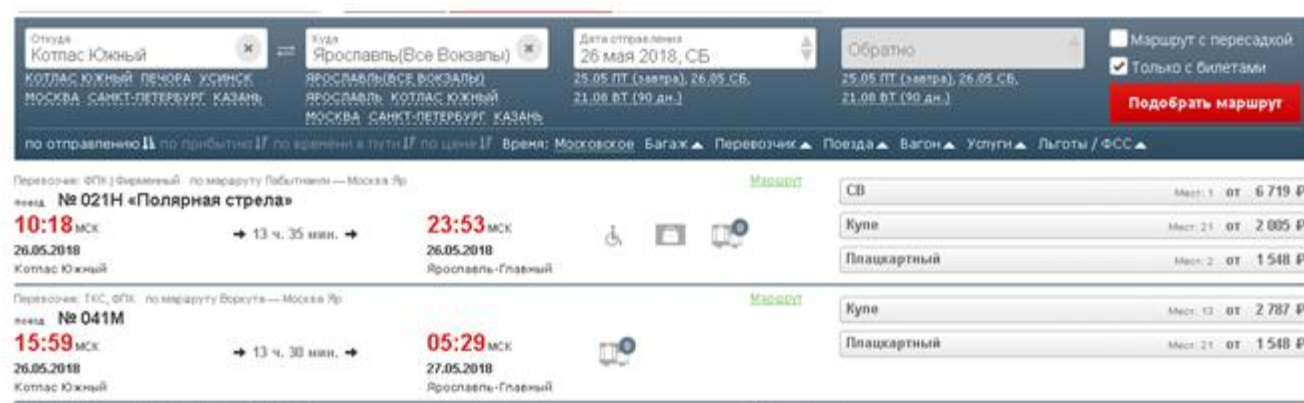 Откуда
Котлас Южный
Куда
Ярославль(Все Вокзалы)
Дата отправления
26 мая 2018, СБ
Обратно
Маршрут с пересадкой
Только с билетами
Подобрать маршрут
КОТЛАС ЮЖНЫЙ ПЕЧОРА УСИНСК
МОСКВА САНКТ-ПЕТЕРБУРГ КАЗАНЬ
ЯРОСЛАВЛЬ(ВСЕ ВОКЗАЛЫ)
ЯРОСЛАВЛЬ КОТЛАС ЮЖНЫЙ
МОСКВА САНКТ-ПЕТЕРБУРГ КАЗАНЬ
25.05 ПТ (завтра), 26.05 СБ,
21.08 ВТ (90 дн.)
25.05 ПТ (завтра), 26.05 СБ,
21.08 ВТ (90 дн.)
по отправлению по прибытию по времени в пути по цене Время: Московское Багаж Перевозчик Поезда Вагон Услуги Льготы / ФСС
Перевозчик: ФПК | Фирменный по маршруту Лабытнанги — Москва Яр
Маршрут
поезд № 021Н «Полярная стрела»
10:18 МСК
13 ч. 35 мин.
23:53 МСК
0
26.05.2018
26.05.2018
Котлас Южный
Ярославль-Главный
СВ Мест: 1 от 6 719 ₽
Купе Мест: 21 от 2 005 ₽
Плацкартный Мест: 2 от 1 548 ₽
Перевозчик: ТКС, ФПК по маршруту Воркута — Москва Яр
Маршрут
поезд № 041М
15:59 МСК
13 ч. 30 мин.
05:29 МСК
0
26.05.2018
27.05.2018
Котлас Южный
Ярославль-Главный
Купе Мест: 13 от 2 787 ₽
Плацкартный Мест: 21 от 1 548 ₽